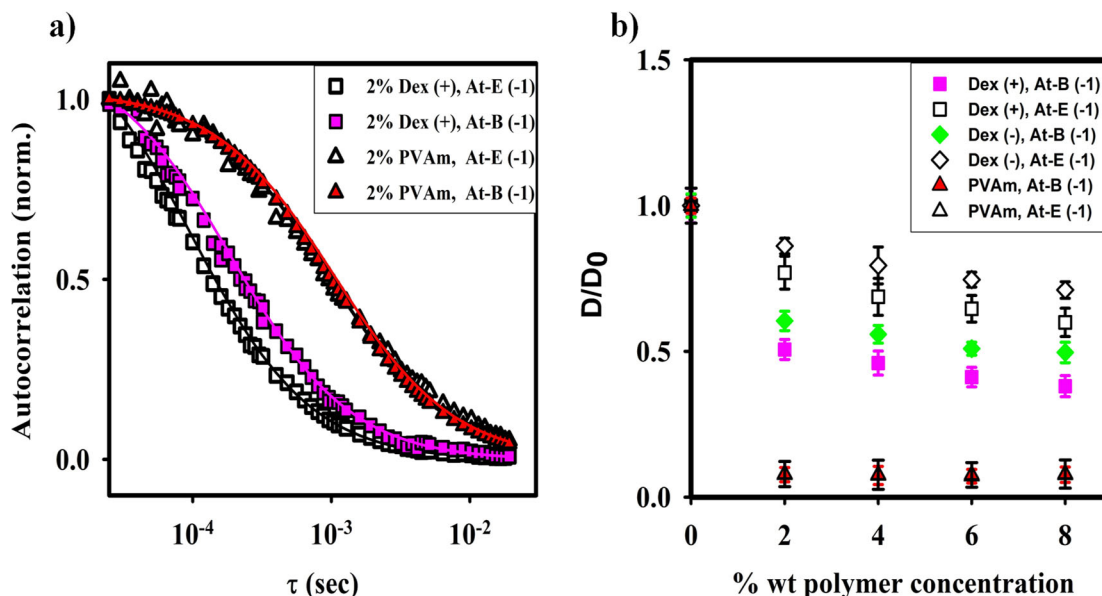 a)
Autocorrelation (norm.)
1.0
0.5
0.0
2% Dex (+), At-E (-1)
2% Dex (+), At-B (-1)
2% PVAm, At-E (-1)
2% PVAm, At-B (-1)
10-4
10-3
10-2
τ (sec)
b)
D/D0
1.5
1.0
0.5
0.0
Dex (+), At-B (-1)
Dex (+), At-E (-1)
Dex (-), At-B (-1)
Dex (-), At-E (-1)
PVAm, At-B (-1)
PVAm, At-E (-1)
0 2 4 6 8
% wt polymer concentration